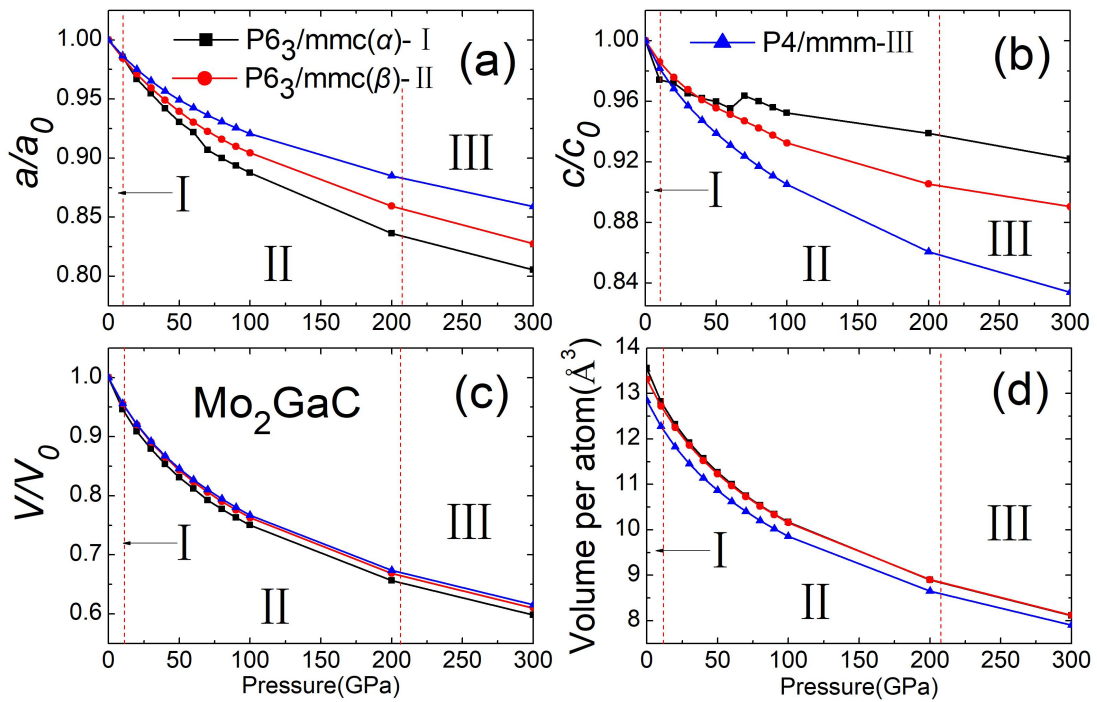 P6₃/mmc(α)- I
P6₃/mmc(β)- II
(a)
a/a₀
1.00
0.95
0.90
0.85
0.80
I
II
III
0 50 100 150 200 250 300
P4/mmm-III
(b)
c/c₀
1.00
0.96
0.92
0.88
0.84
I
II
III
0 50 100 150 200 250 300
Mo₂GaC
(c)
V/V₀
1.0
0.9
0.8
0.7
0.6
I
II
III
0 50 100 150 200 250 300
Pressure(GPa)
(d)
Volume per atom(Å³)
14
13
12
11
10
9
8
I
II
III
0 50 100 150 200 250 300
Pressure(GPa)